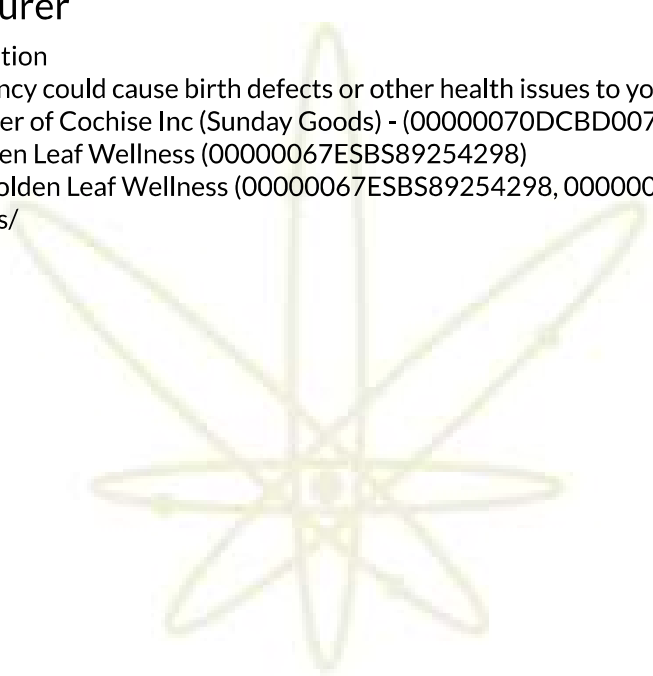 urer
tion
ncy could cause birth defects or other health issues to yo
er of Cochise Inc (Sunday Goods) - (00000070DCBD007
en Leaf Wellness (00000067ESBS89254298)
olden Leaf Wellness (00000067ESBS89254298, 000000
s/